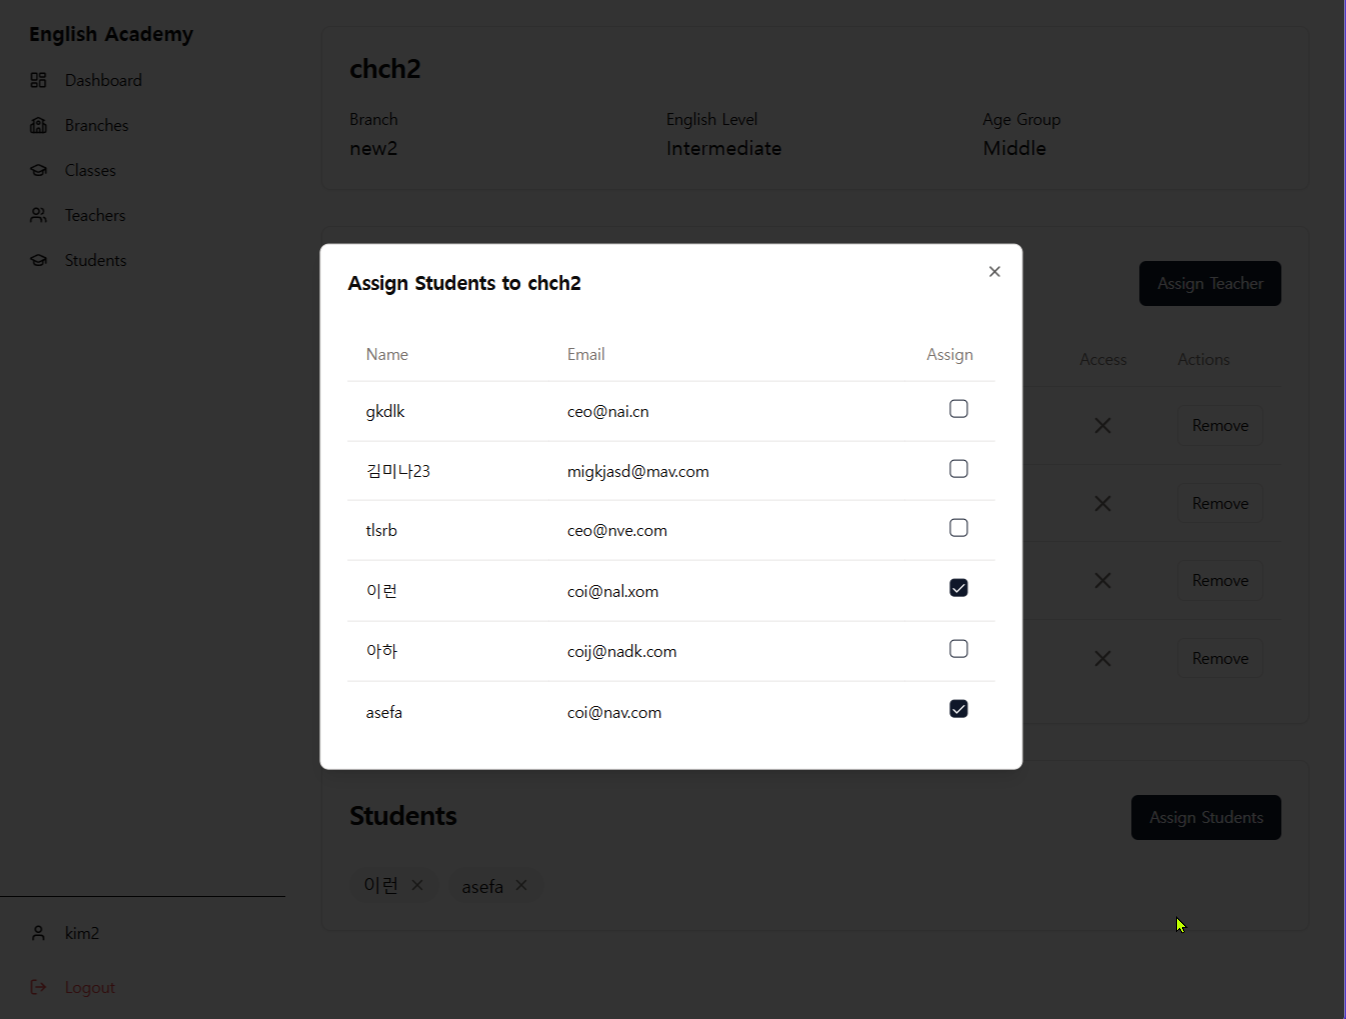 English Academy
Dashboard
Branches
Classes
Teachers
Students
kim2
Logout
chch2
Branch English Level Age Group
new2 Intermediate Middle
Assign Teacher
Access Actions
Remove
Remove
Remove
Remove
Assign Students to chch2
Name Email Assign
gkdlk ceo@nai.cn
김미나23 migkjasd@mav.com
tlsrb ceo@nve.com
이런 coi@nal.xom
아하 coij@nadk.com
asefa coi@nav.com
Students
Assign Students
이런 asefa